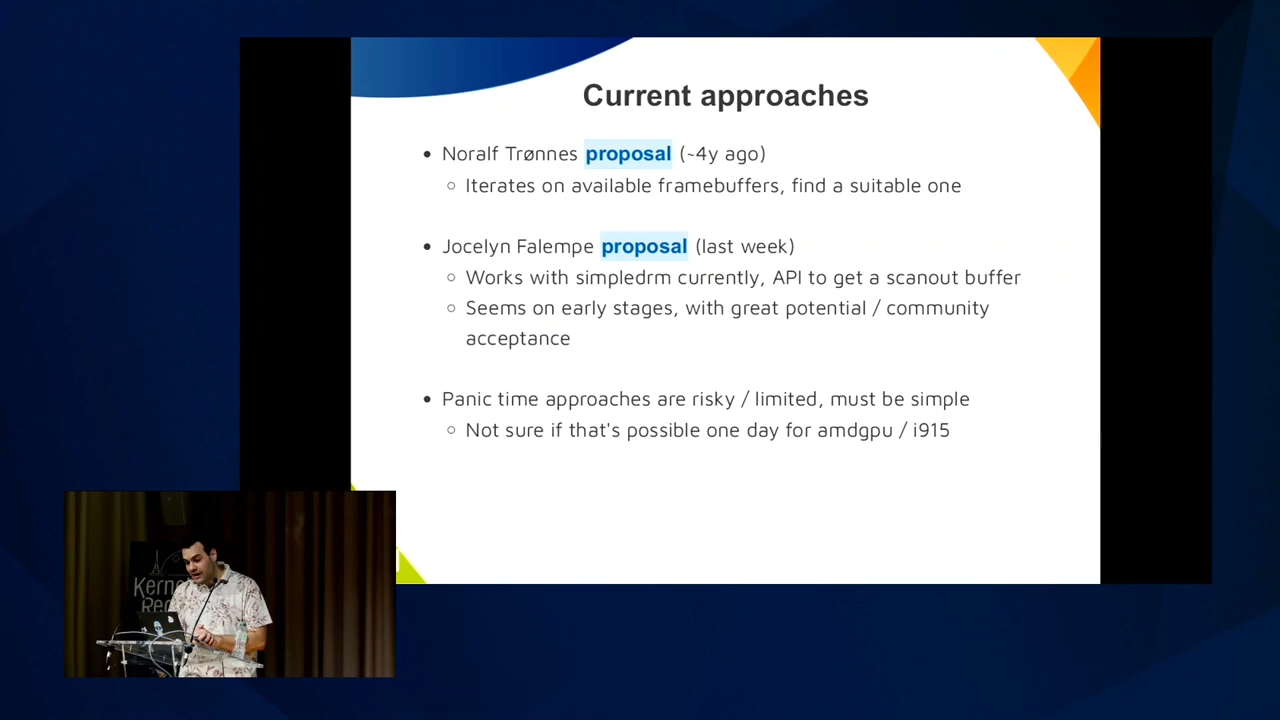 Current approaches
• Noralf Trønnes proposal (~4y ago)
○ Iterates on available framebuffers, find a suitable one
• Jocelyn Falempe proposal (last week)
○ Works with simpledrm currently, API to get a scanout buffer
○ Seems on early stages, with great potential / community
acceptance
• Panic time approaches are risky / limited, must be simple
○ Not sure if that's possible one day for amdgpu / i915